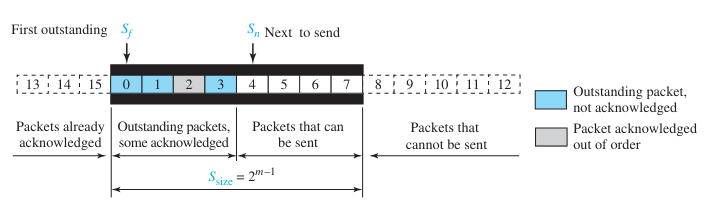 First outstanding Sf Sn Next to send
13 14 15 0 1 2 3 4 5 6 7 8 9 10 11 12
Outstanding packet,
not acknowledged
Packet acknowledged
out of order
Packets already
acknowledged
Outstanding packets,
some acknowledged
Packets that can
be sent
Packets that
cannot be sent
Ssize = 2^m–1